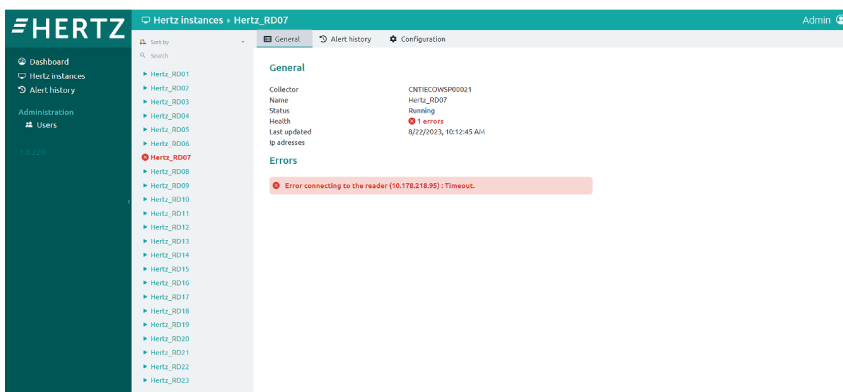 HERTZ
Hertz instances ▸ Hertz_RD07
Admin
Dashboard
Hertz instances
Alert history
Administration
Users
Sort by
Search
Hertz_RD01
Hertz_RD02
Hertz_RD03
Hertz_RD04
Hertz_RD05
Hertz_RD06
Hertz_RD07
Hertz_RD08
Hertz_RD09
Hertz_RD10
Hertz_RD11
Hertz_RD12
Hertz_RD13
Hertz_RD14
Hertz_RD15
Hertz_RD16
Hertz_RD17
Hertz_RD18
Hertz_RD19
Hertz_RD20
Hertz_RD21
Hertz_RD22
Hertz_RD23
General Alert history Configuration
General
Collector CNTIECOWSP00021
Name Hertz_RD07
Status Running
Health 1 errors
Last updated 8/22/2023, 10:12:45 AM
Ip adresses
Errors
Error connecting to the reader (10.178.218.95) : Timeout.